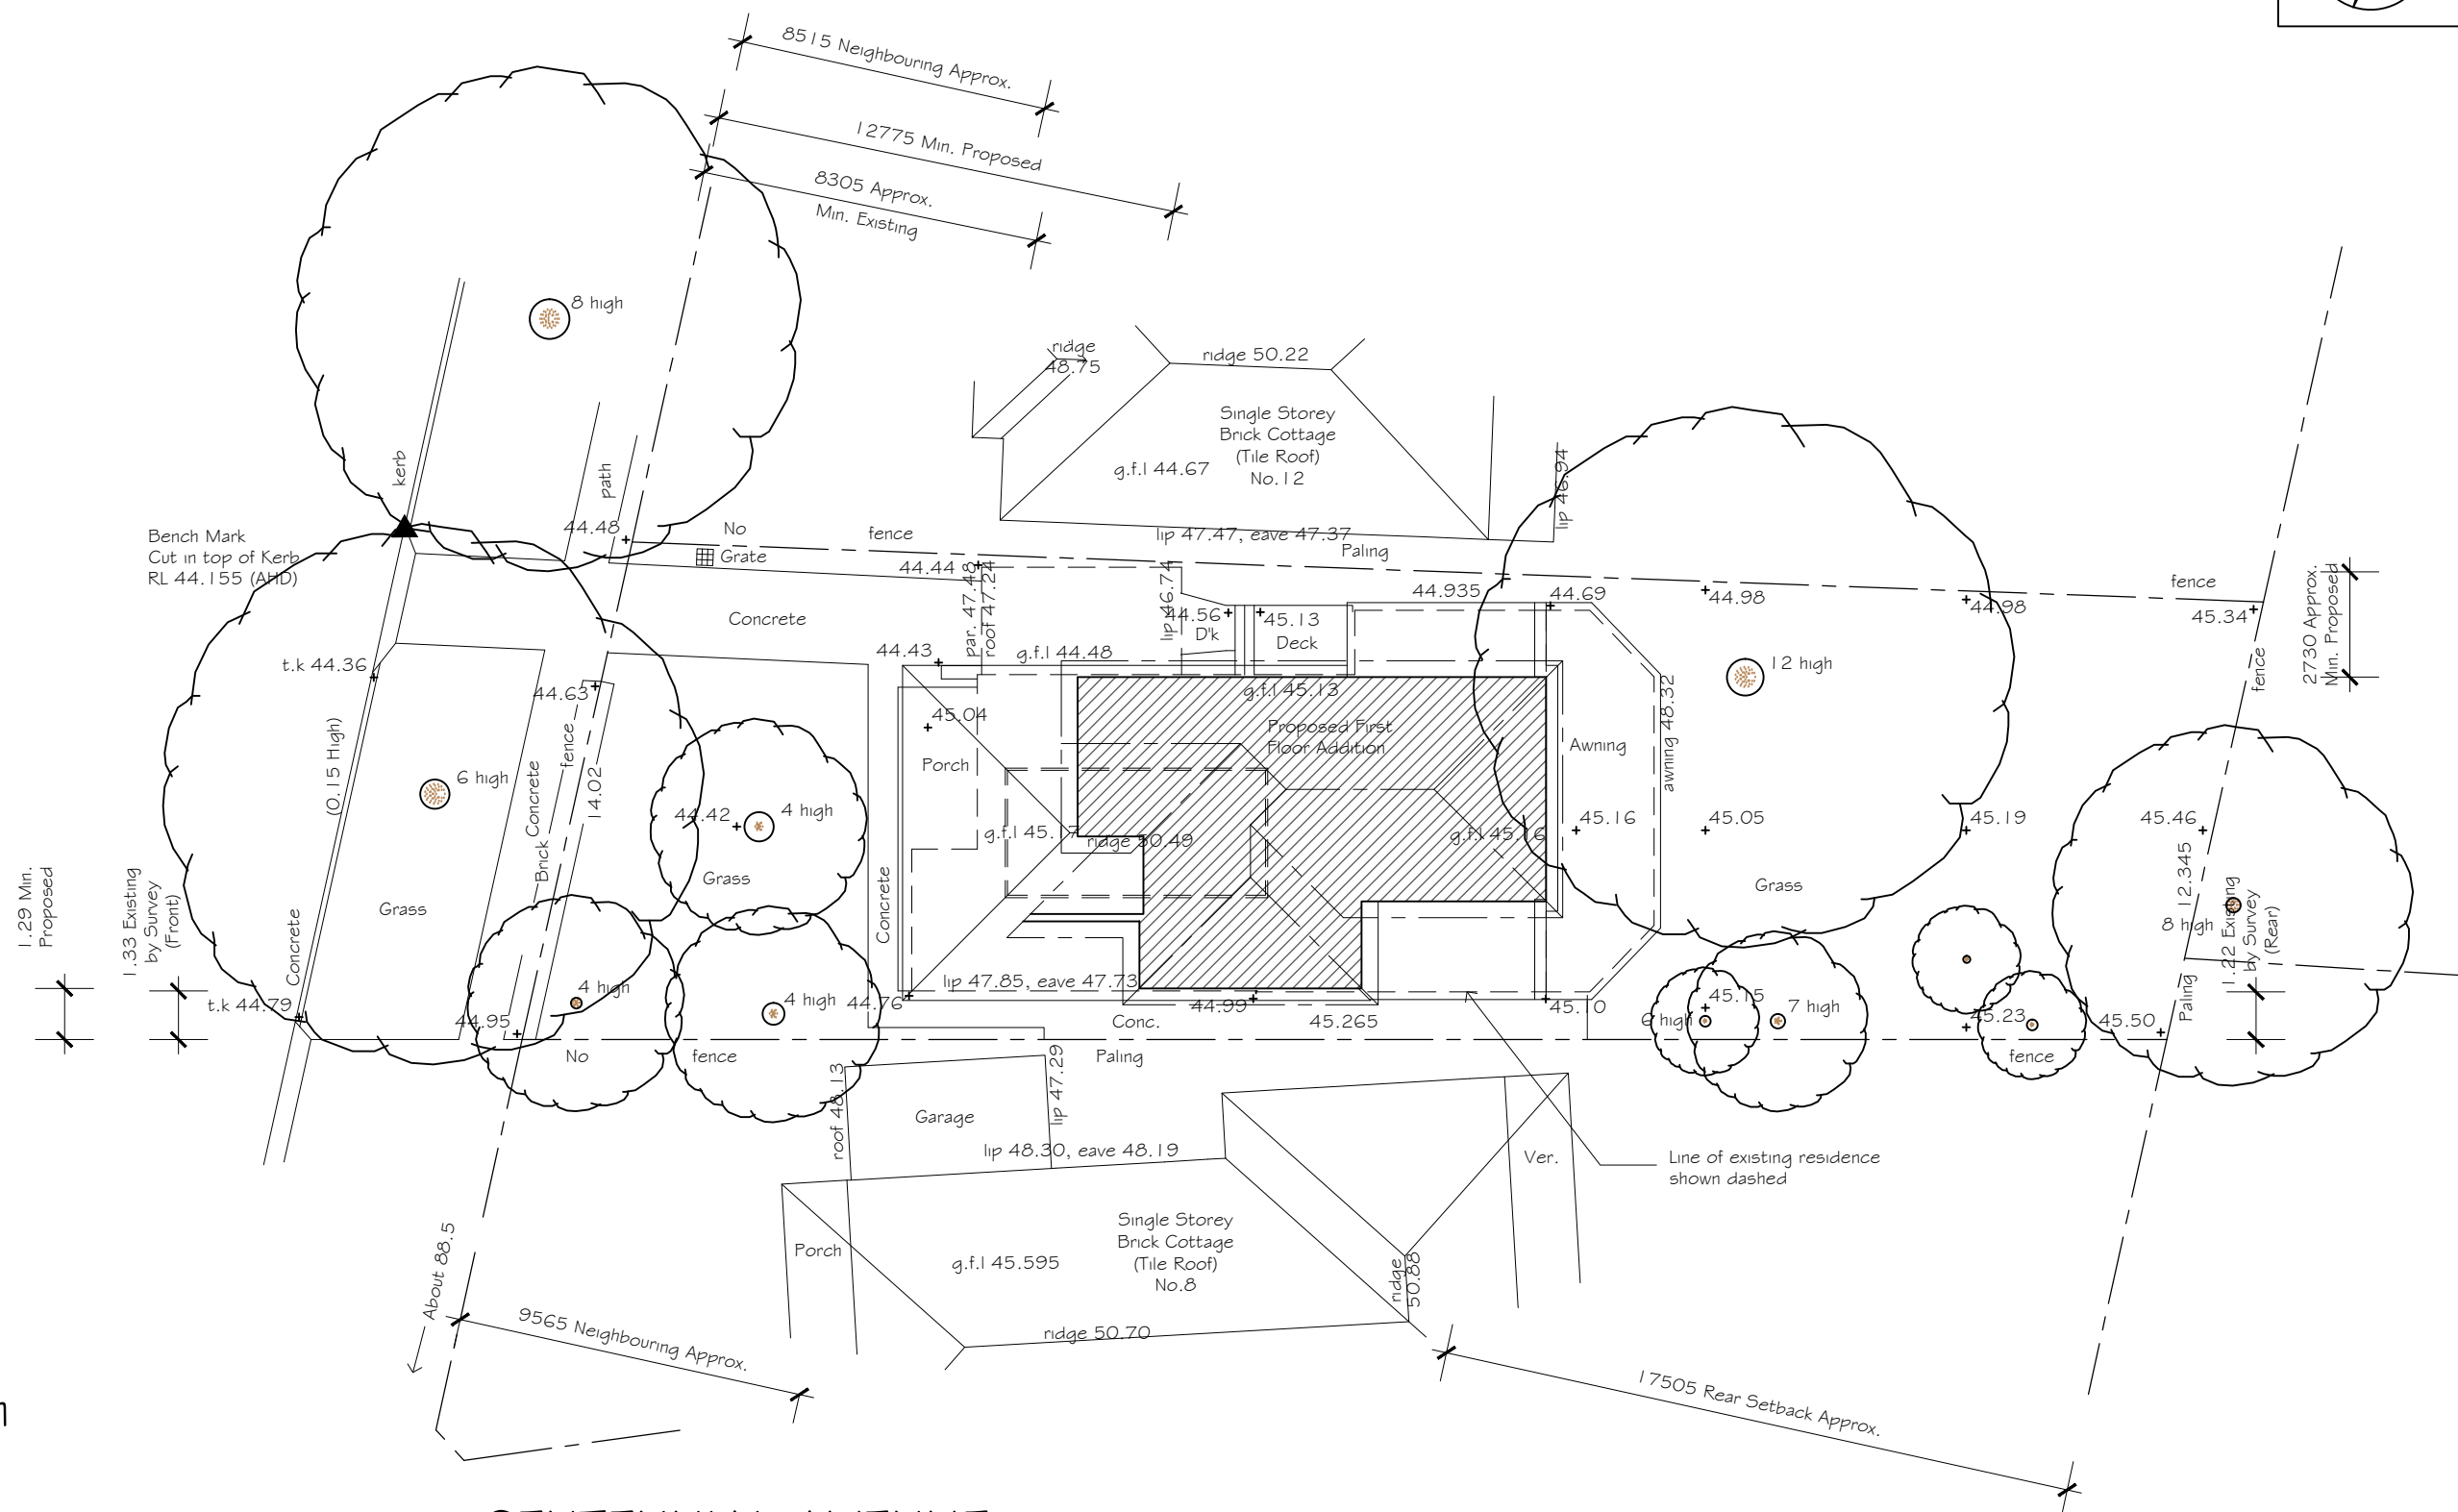 8515 Neighbouring Approx.
12775 Min. Proposed
8305 Approx.
Min. Existing
8 high
ridge
48.75
ridge 50.22
Single Storey
Brick Cottage
(Tile Roof)
No.12
g.f.l 44.67
lip 46.94
kerb
path
Bench Mark
Cut in top of Kerb
RL 44.155 (AHD)
44.48
No
fence
lip 47.47, eave 47.37
Paling
Grate
44.44
par. 47.48
roof 47.24
lip 46.74
44.56
D'k
45.13
Deck
44.935
44.69
44.98
44.98
fence
45.34
fence
2730 Approx.
Min. Proposed
Concrete
t.k 44.36
44.63
44.43
g.f.l 44.48
g.f.l 45.13
12 high
45.04
Porch
Proposed First
Floor Addition
Awning
awning 48.32
(0.15 High)
6 high
Brick Concrete
fence
14.02
44.42
4 high
g.f.l 45.17
ridge 50.49
g.f.l 45.16
45.16
45.05
45.19
45.46
12.345
1.29 Min.
Proposed
1.33 Existing
by Survey
(Front)
Grass
Grass
Concrete
Concrete
Grass
8 high
1.22 Existing
by Survey
(Rear)
t.k 44.79
4 high
44.95
4 high
44.76
lip 47.85, eave 47.73
44.99
Conc.
45.265
45.10
6 high
45.15
7 high
45.23
45.50
Paling
No
fence
Paling
fence
roof 48.13
Garage
lip 47.29
lip 48.30, eave 48.19
Ver.
Line of existing residence
shown dashed
About 88.5
Porch
g.f.l 45.595
Single Storey
Brick Cottage
(Tile Roof)
No.8
ridge
50.88
9565 Neighbouring Approx.
ridge 50.70
17505 Rear Setback Approx.